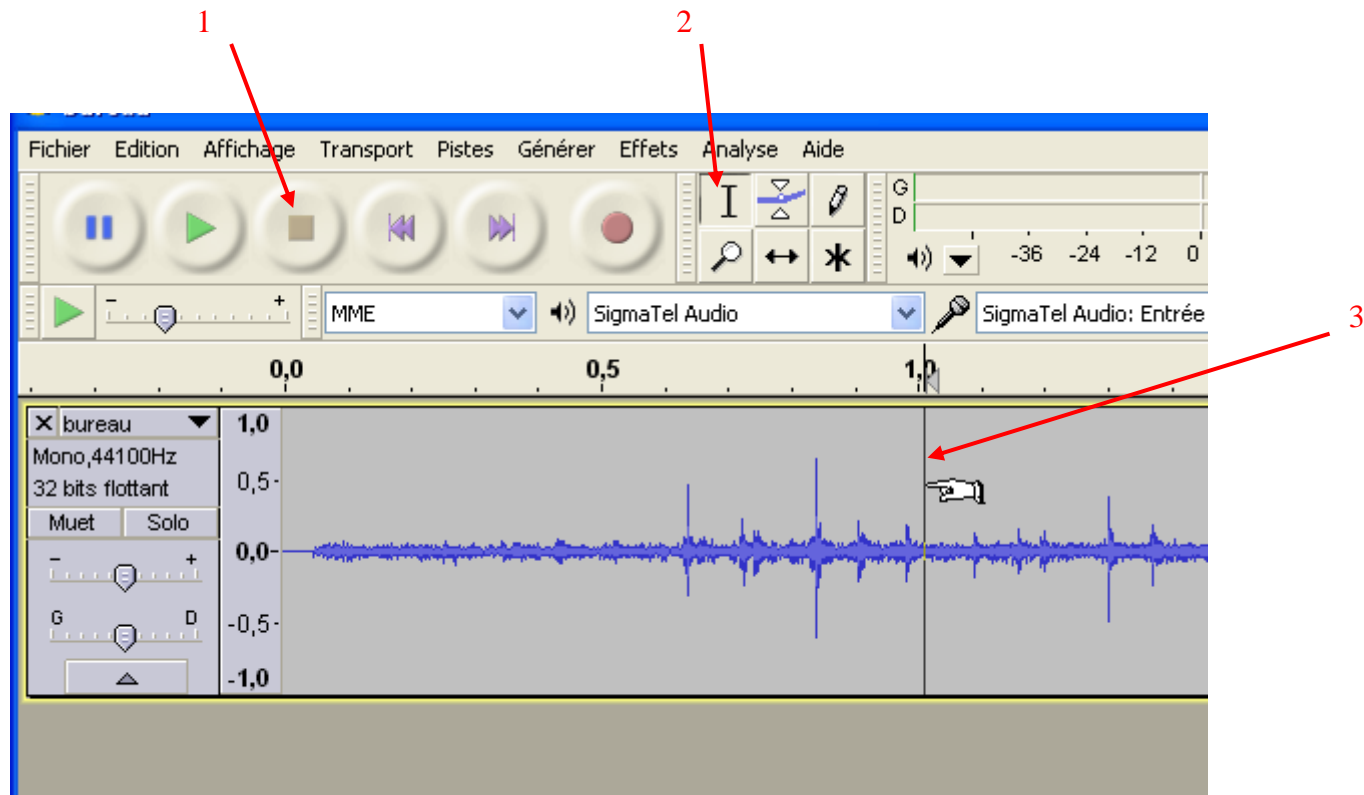 1 2
Fichier Edition Affichage Transport Pistes Générer Effets Analyse Aide
G
D
-36 -24 -12 0
- + MME SigmaTel Audio SigmaTel Audio: Entrée
3
0,0 0,5 1,0
bureau 1,0
Mono,44100Hz
32 bits flottant 0,5
Muet Solo
- + 0,0
G D -0,5
-1,0